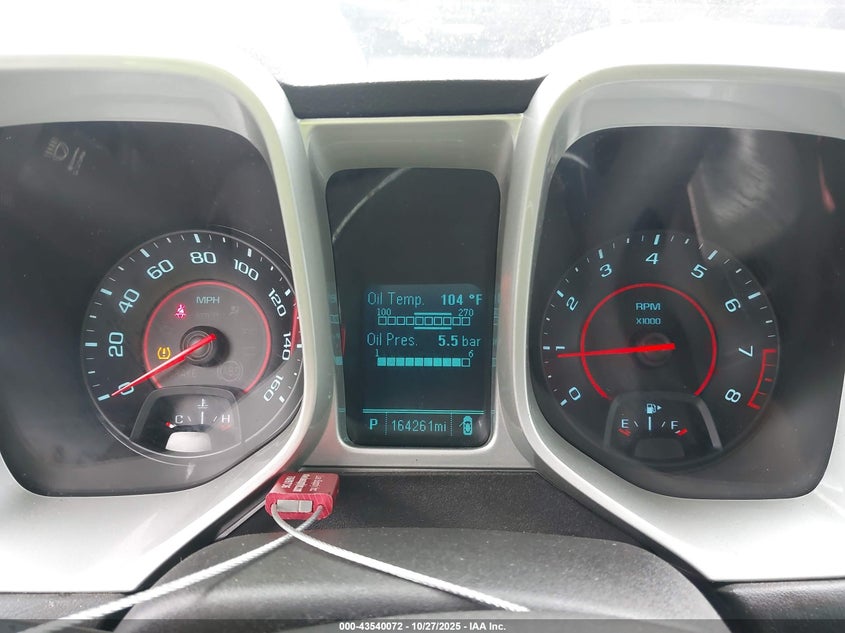 0 20 40 60 80 100 120 140 160
MPH
C H
Oil Temp. 104 °F
100 270
Oil Pres. 5.5 bar
1 6
P 164261mi
0 1 2 3 4 5 6 7 8
RPM
X1000
E F
000-43540072 - 10/27/2025 - IAA Inc.